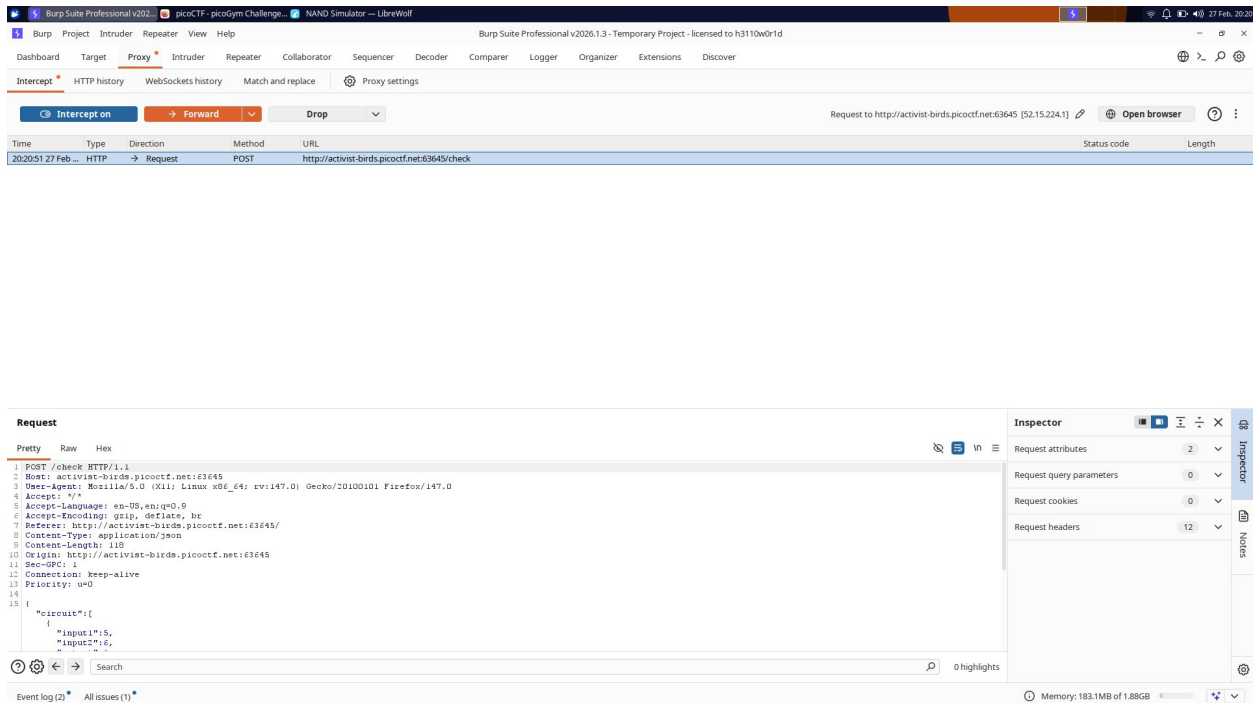 Burp Suite Professional v202... picoCTF - picoGym Challenge... NAND Simulator — LibreWolf 27 Feb, 20:20
Burp Project Intruder Repeater View Help Burp Suite Professional v2026.1.3 - Temporary Project - licensed to h3110w0r1d
Dashboard Target Proxy Intruder Repeater Collaborator Sequencer Decoder Comparer Logger Organizer Extensions Discover
Intercept HTTP history WebSockets history Match and replace Proxy settings
Intercept on Forward Drop Request to http://activist-birds.picoctf.net:63645 [52.15.224.1] Open browser
Time Type Direction Method URL Status code Length
20:20:51 27 Feb ... HTTP → Request POST http://activist-birds.picoctf.net:63645/check
Request Inspector
Pretty Raw Hex \n
Request attributes 2
Request query parameters 0
Request cookies 0
Request headers 12
Inspector
Notes
1 POST /check HTTP/1.1
2 Host: activist-birds.picoctf.net:63645
3 User-Agent: Mozilla/5.0 (X11; Linux x86_64; rv:147.0) Gecko/20100101 Firefox/147.0
4 Accept: */*
5 Accept-Language: en-US,en;q=0.9
6 Accept-Encoding: gzip, deflate, br
7 Referer: http://activist-birds.picoctf.net:63645/
8 Content-Type: application/json
9 Content-Length: 118
10 Origin: http://activist-birds.picoctf.net:63645
11 Sec-GPC: 1
12 Connection: keep-alive
13 Priority: u=0
14
15 {
"circuit":[
{
"input1":5,
"input2":6,
Search 0 highlights
Event log (2) All issues (1) Memory: 183.1MB of 1.88GB